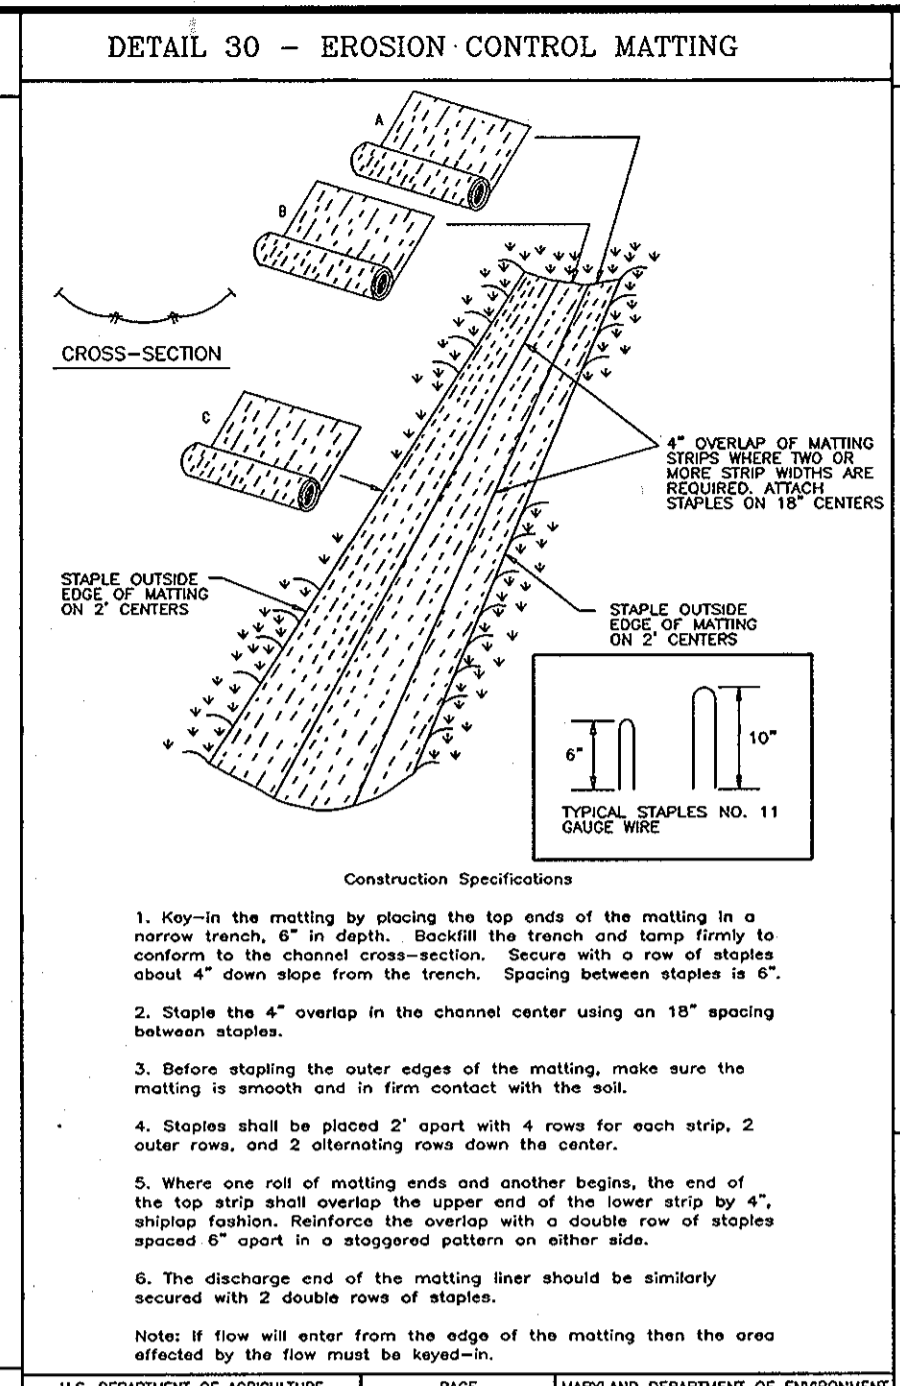 DETAIL 30 - EROSION CONTROL MATTING
A
B
CROSS-SECTION
C
4" OVERLAP OF MATTING
STRIPS WHERE TWO OR
MORE STRIP WIDTHS ARE
REQUIRED. ATTACH
STAPLES ON 18" CENTERS
STAPLE OUTSIDE
EDGE OF MATTING
ON 2' CENTERS
STAPLE OUTSIDE
EDGE OF MATTING
ON 2' CENTERS
6"
10"
TYPICAL STAPLES NO. 11
GAUGE WIRE
Construction Specifications
1. Key-in the matting by placing the top ends of the matting in a
narrow trench, 6" in depth. Backfill the trench and tamp firmly to
conform to the channel cross-section. Secure with a row of staples
about 4" down slope from the trench. Spacing between staples is 6".
2. Staple the 4" overlap in the channel center using an 18" spacing
between staples.
3. Before stapling the outer edges of the matting, make sure the
matting is smooth and in firm contact with the soil.
4. Staples shall be placed 2' apart with 4 rows for each strip, 2
outer rows, and 2 alternating rows down the center.
5. Where one roll of matting ends and another begins, the end of
the top strip shall overlap the upper end of the lower strip by 4",
shiplap fashion. Reinforce the overlap with a double row of staples
spaced 6" apart in a staggered pattern on either side.
6. The discharge end of the matting liner should be similarly
secured with 2 double rows of staples.
Note: If flow will enter from the edge of the matting then the area
effected by the flow must be keyed-in.
U.S. DEPARTMENT OF AGRICULTURE
PAGE
MARYLAND DEPARTMENT OF ENVIRONMENT